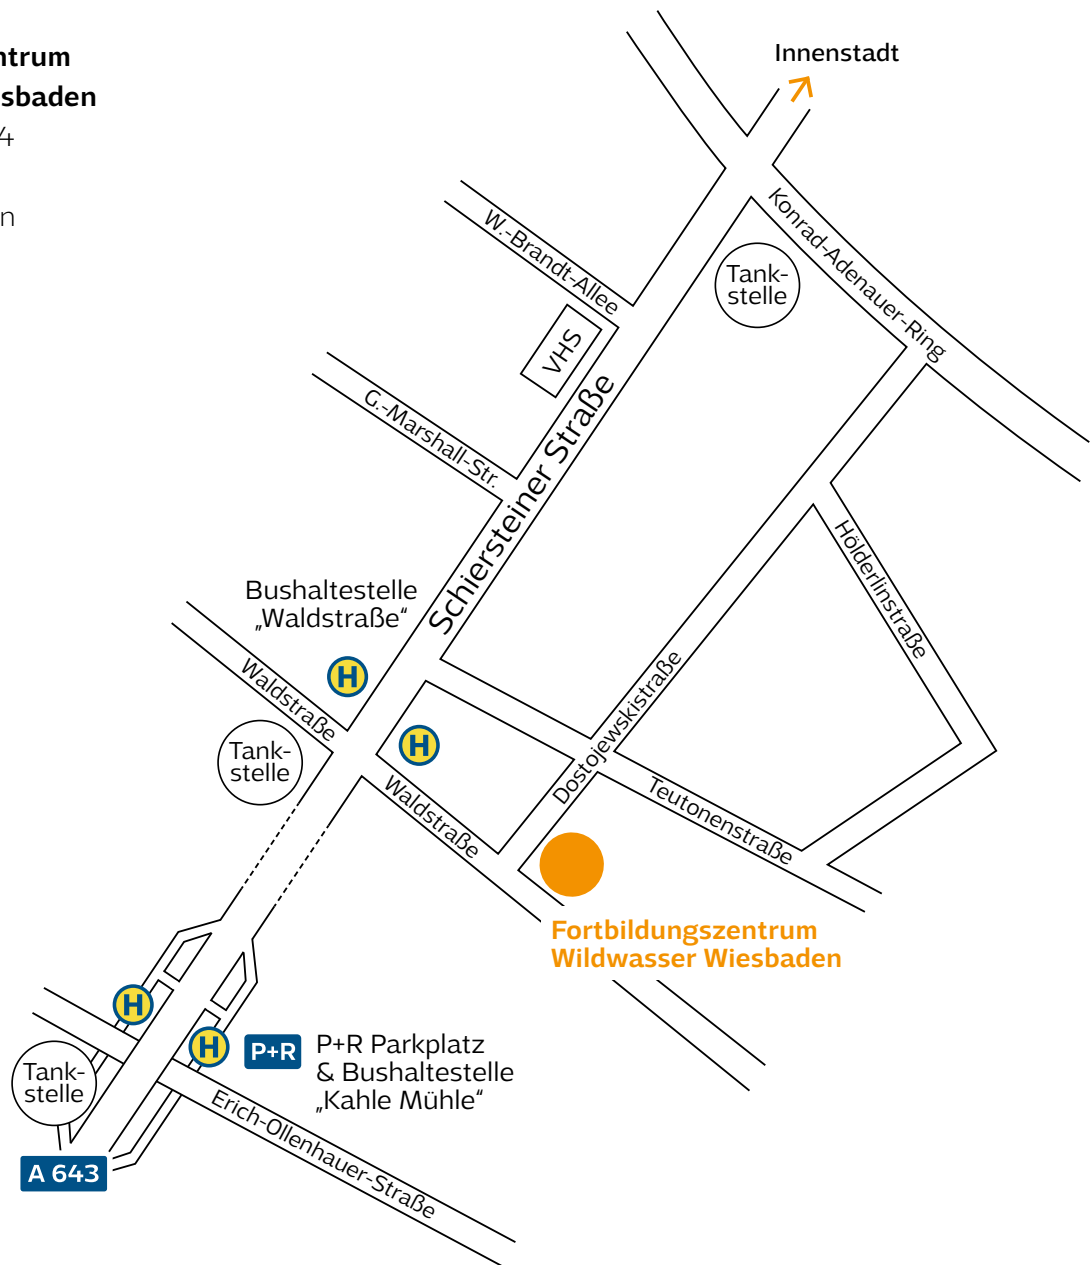 ntrum
sbaden
4
n
Innenstadt
Konrad-Adenauer-Ring
W.-Brandt-Allee
Tank-
stelle
VHS
G.-Marshall-Str.
Schiersteiner Straße
Hölderlinstraße
Bushaltestelle
„Waldstraße“
H
Waldstraße
Tank-
stelle
H
Waldstraße
Dostojewskistraße
Teutonenstraße
Fortbildungszentrum
Wildwasser Wiesbaden
H
H
P+R
P+R Parkplatz
& Bushaltestelle
„Kahle Mühle“
Tank-
stelle
Erich-Ollenhauer-Straße
A 643